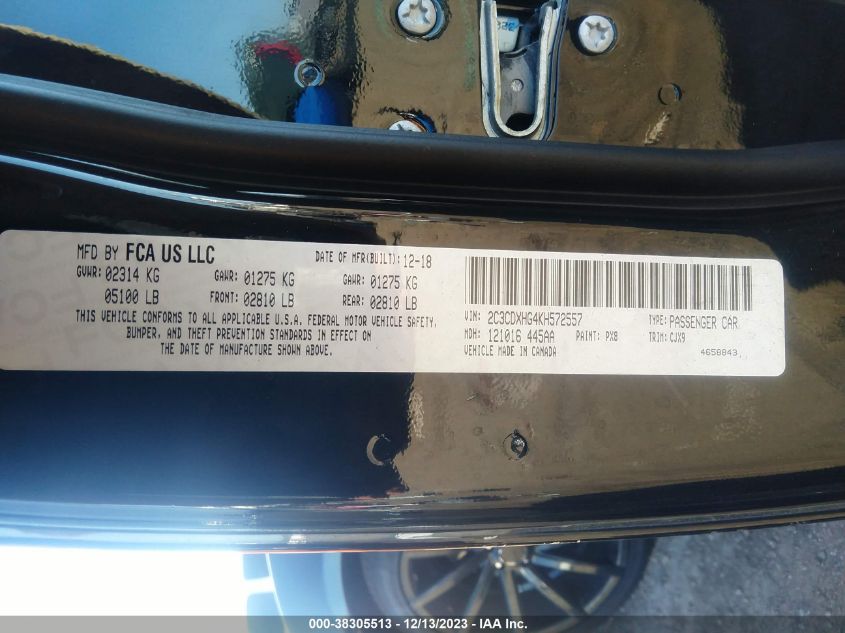 MFD BY FCA US LLC
DATE OF MFR(BUILT): 12-18
GVWR: 02314 KG
GAWR: 01275 KG
GAWR: 01275 KG
05100 LB
FRONT: 02810 LB
REAR: 02810 LB
THIS VEHICLE CONFORMS TO ALL APPLICABLE U.S.A. FEDERAL MOTOR VEHICLE SAFETY,
BUMPER, AND THEFT PREVENTION STANDARDS IN EFFECT ON
THE DATE OF MANUFACTURE SHOWN ABOVE.
VIN: 2C3CDXHG4KH572557
TYPE: PASSENGER CAR
MDH: 121016 445AA
PAINT: PX8
TRIM: CJX9
VEHICLE MADE IN CANADA
4658843
000-38305513 - 12/13/2023 - IAA Inc.